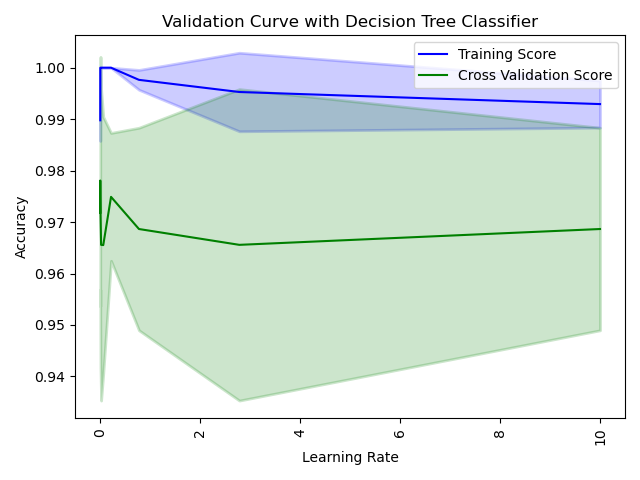 Validation Curve with Decision Tree Classifier
Training Score
Cross Validation Score
Accuracy
1.00
0.99
0.98
0.97
0.96
0.95
0.94
0
2
4
6
8
10
Learning Rate